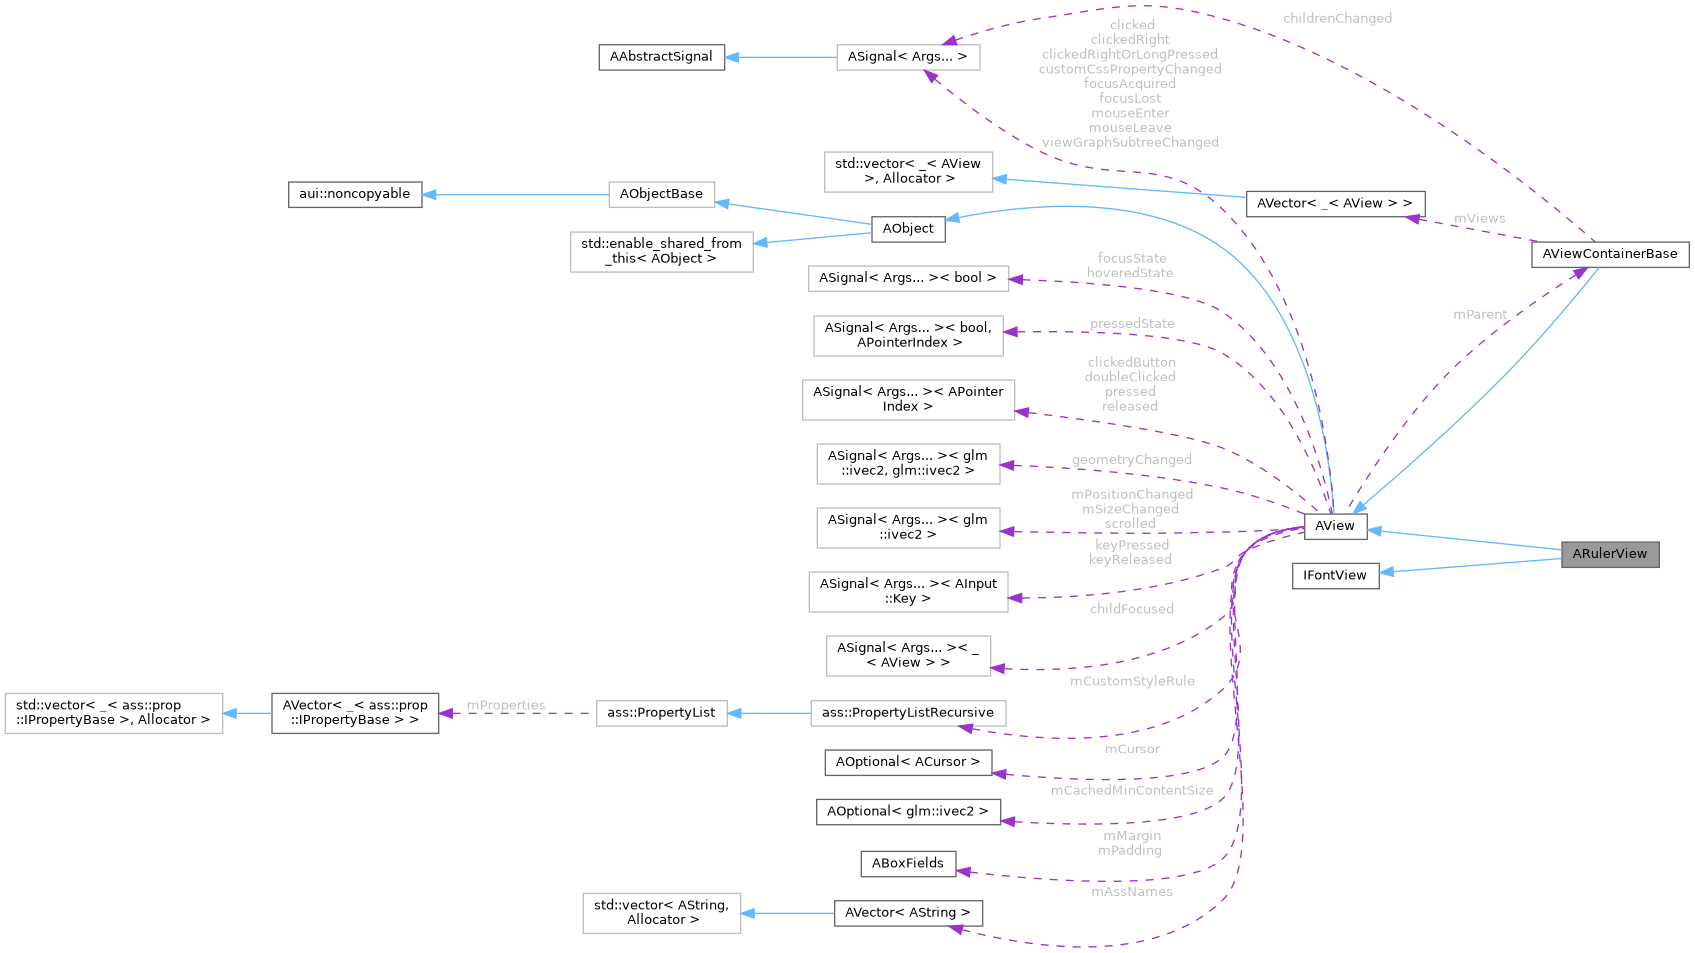 childrenChanged
clicked
clickedRight
clickedRightOrLongPressed
customCssPropertyChanged
focusAcquired
focusLost
mouseEnter
mouseLeave
viewGraphSubtreeChanged
AAbstractSignal
ASignal< Args... >
std::vector< _< AView
>, Allocator >
aui::noncopyable
AObjectBase
AVector< _< AView > >
mViews
AObject
std::enable_shared_from
_this< AObject >
AViewContainerBase
focusState
hoveredState
ASignal< Args... >< bool >
mParent
pressedState
ASignal< Args... >< bool,
APointerIndex >
clickedButton
doubleClicked
pressed
released
ASignal< Args... >< APointer
Index >
geometryChanged
ASignal< Args... >< glm
::ivec2, glm::ivec2 >
mPositionChanged
mSizeChanged
scrolled
ASignal< Args... >< glm
::ivec2 >
AView
ARulerView
IFontView
keyPressed
keyReleased
ASignal< Args... >< AInput
::Key >
childFocused
ASignal< Args... >< _
< AView > >
mCustomStyleRule
std::vector< _< ass::prop
::IPropertyBase >, Allocator >
AVector< _< ass::prop
::IPropertyBase > >
mProperties
ass::PropertyList
ass::PropertyListRecursive
mCursor
AOptional< ACursor >
mCachedMinContentSize
AOptional< glm::ivec2 >
mMargin
mPadding
ABoxFields
mAssNames
std::vector< AString,
Allocator >
AVector< AString >